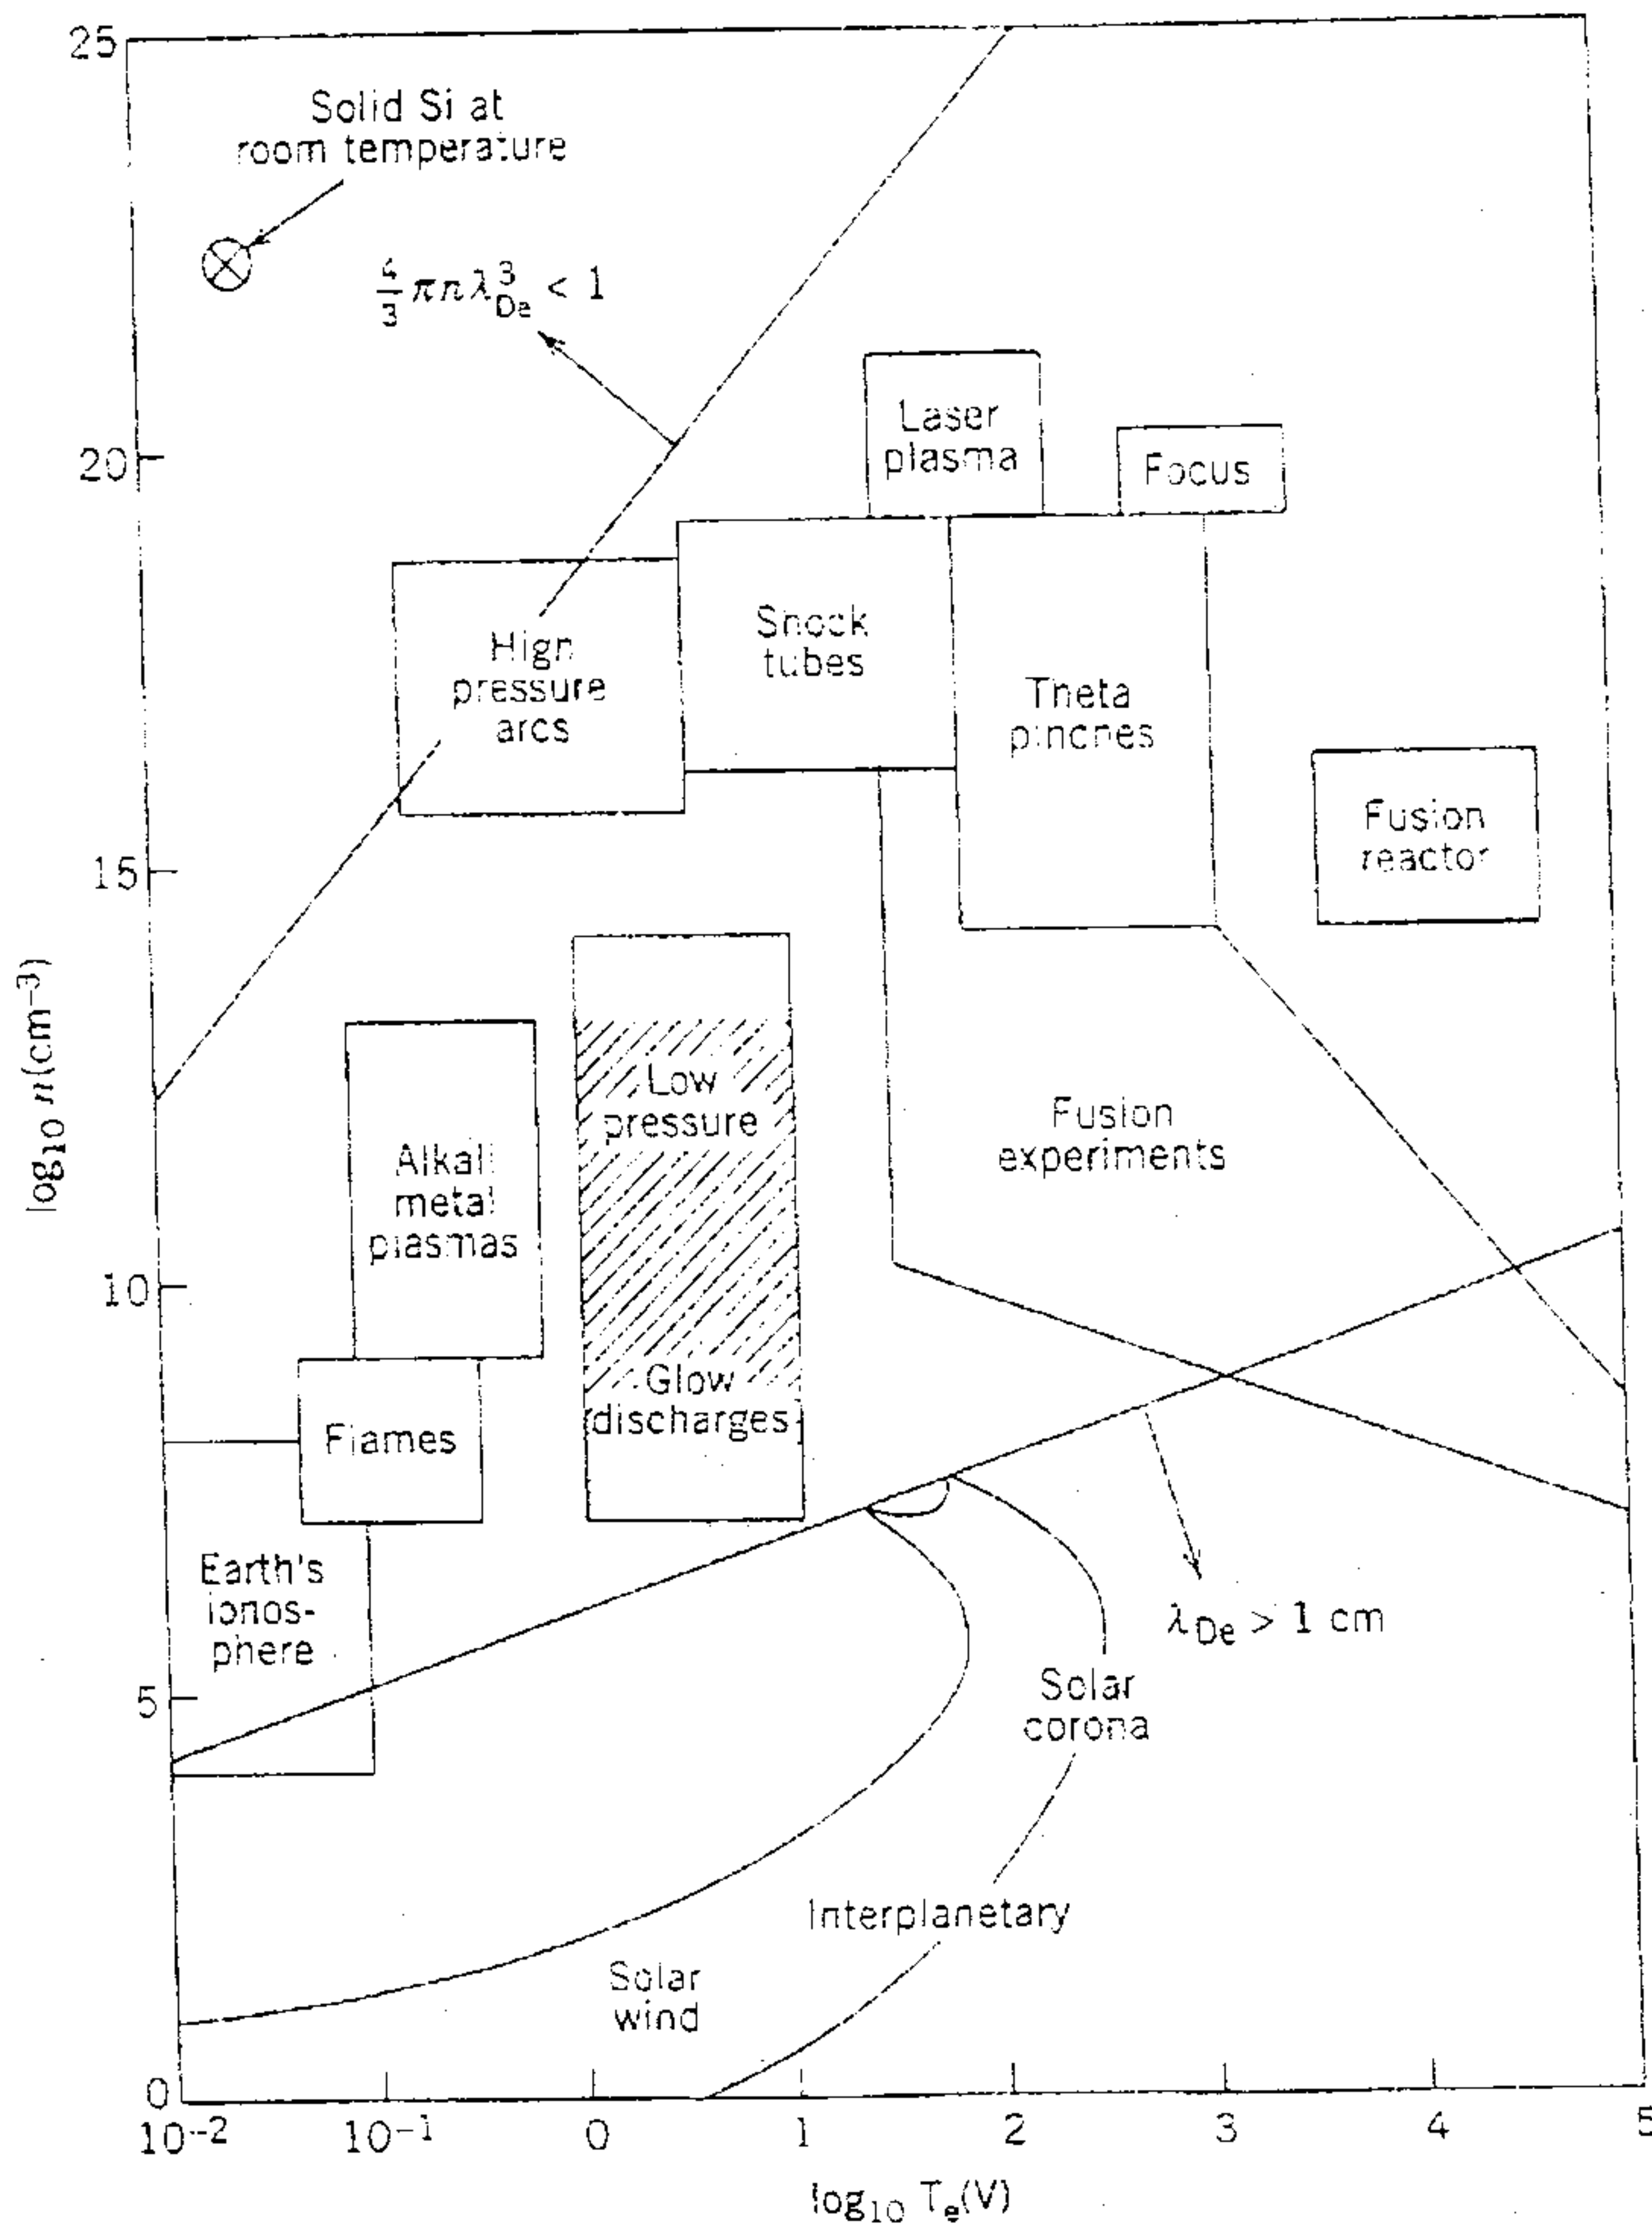 25
Solid Si at
room temperature
4/3 πnλ³De < 1
20
Laser
plasma
Focus
High
pressure
arcs
Shock
tubes
Theta
pinches
Fusion
reactor
15
log10 n(cm−3)
Low
pressure
Alkali
metal
plasmas
Fusion
experiments
10
Glow
discharges
Flames
Earth's
ionos-
phere
λDe > 1 cm
5
Solar
corona
Interplanetary
Solar
wind
0
10−2 10−1 0 1 2 3 4 5
log10 Te(V)